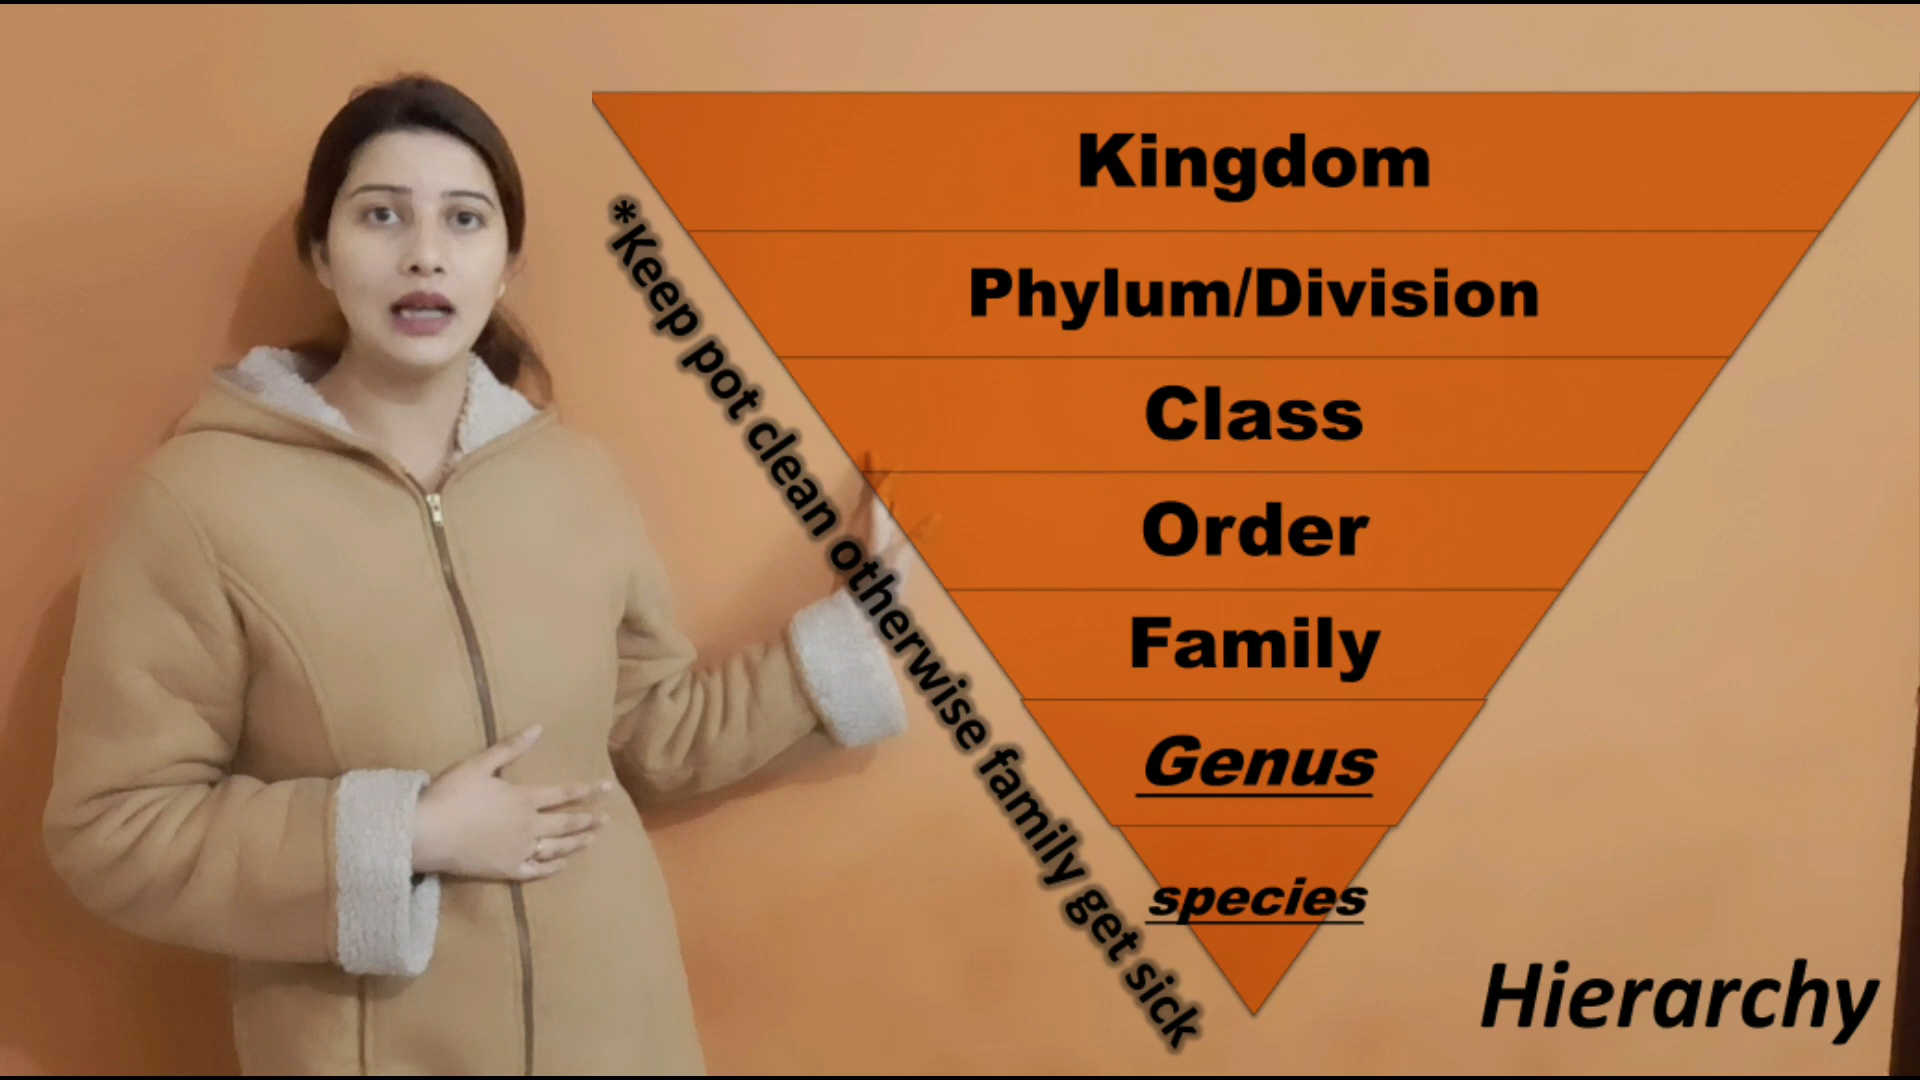 Kingdom
Phylum/Division
Class
Order
Family
Genus
species
*Keep pot clean otherwise family get sick
Hierarchy